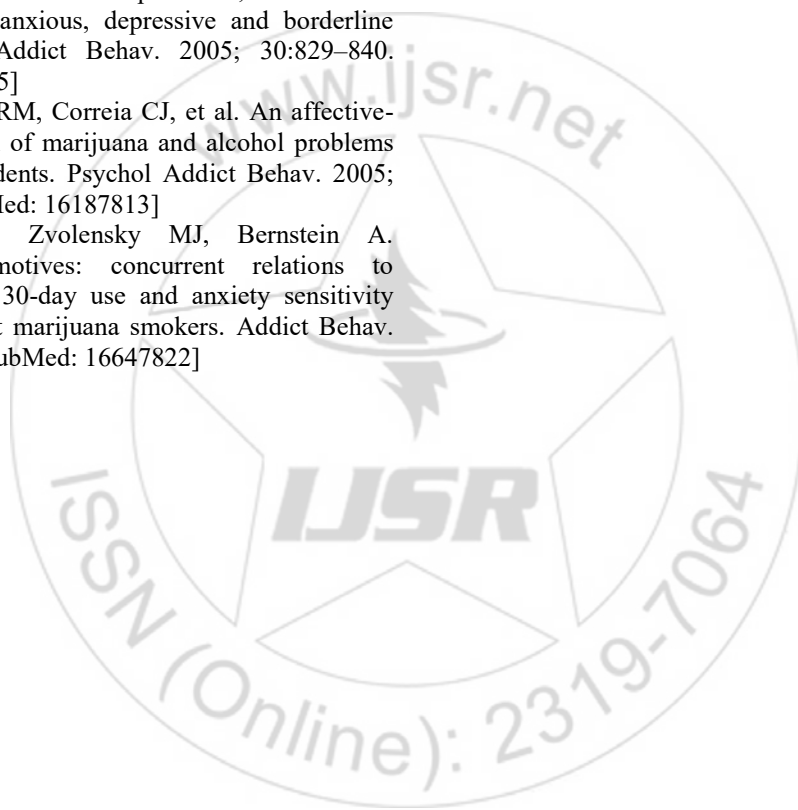 anxious, depressive and borderline
Addict Behav. 2005; 30:829–840.
5]
RM, Correia CJ, et al. An affective-
of marijuana and alcohol problems
dents. Psychol Addict Behav. 2005;
Med: 16187813]
Zvolensky MJ, Bernstein A.
motives: concurrent relations to
30-day use and anxiety sensitivity
t marijuana smokers. Addict Behav.
ubMed: 16647822]
www.ijsr.net
IJSR
ISSN (Online): 2319-7064